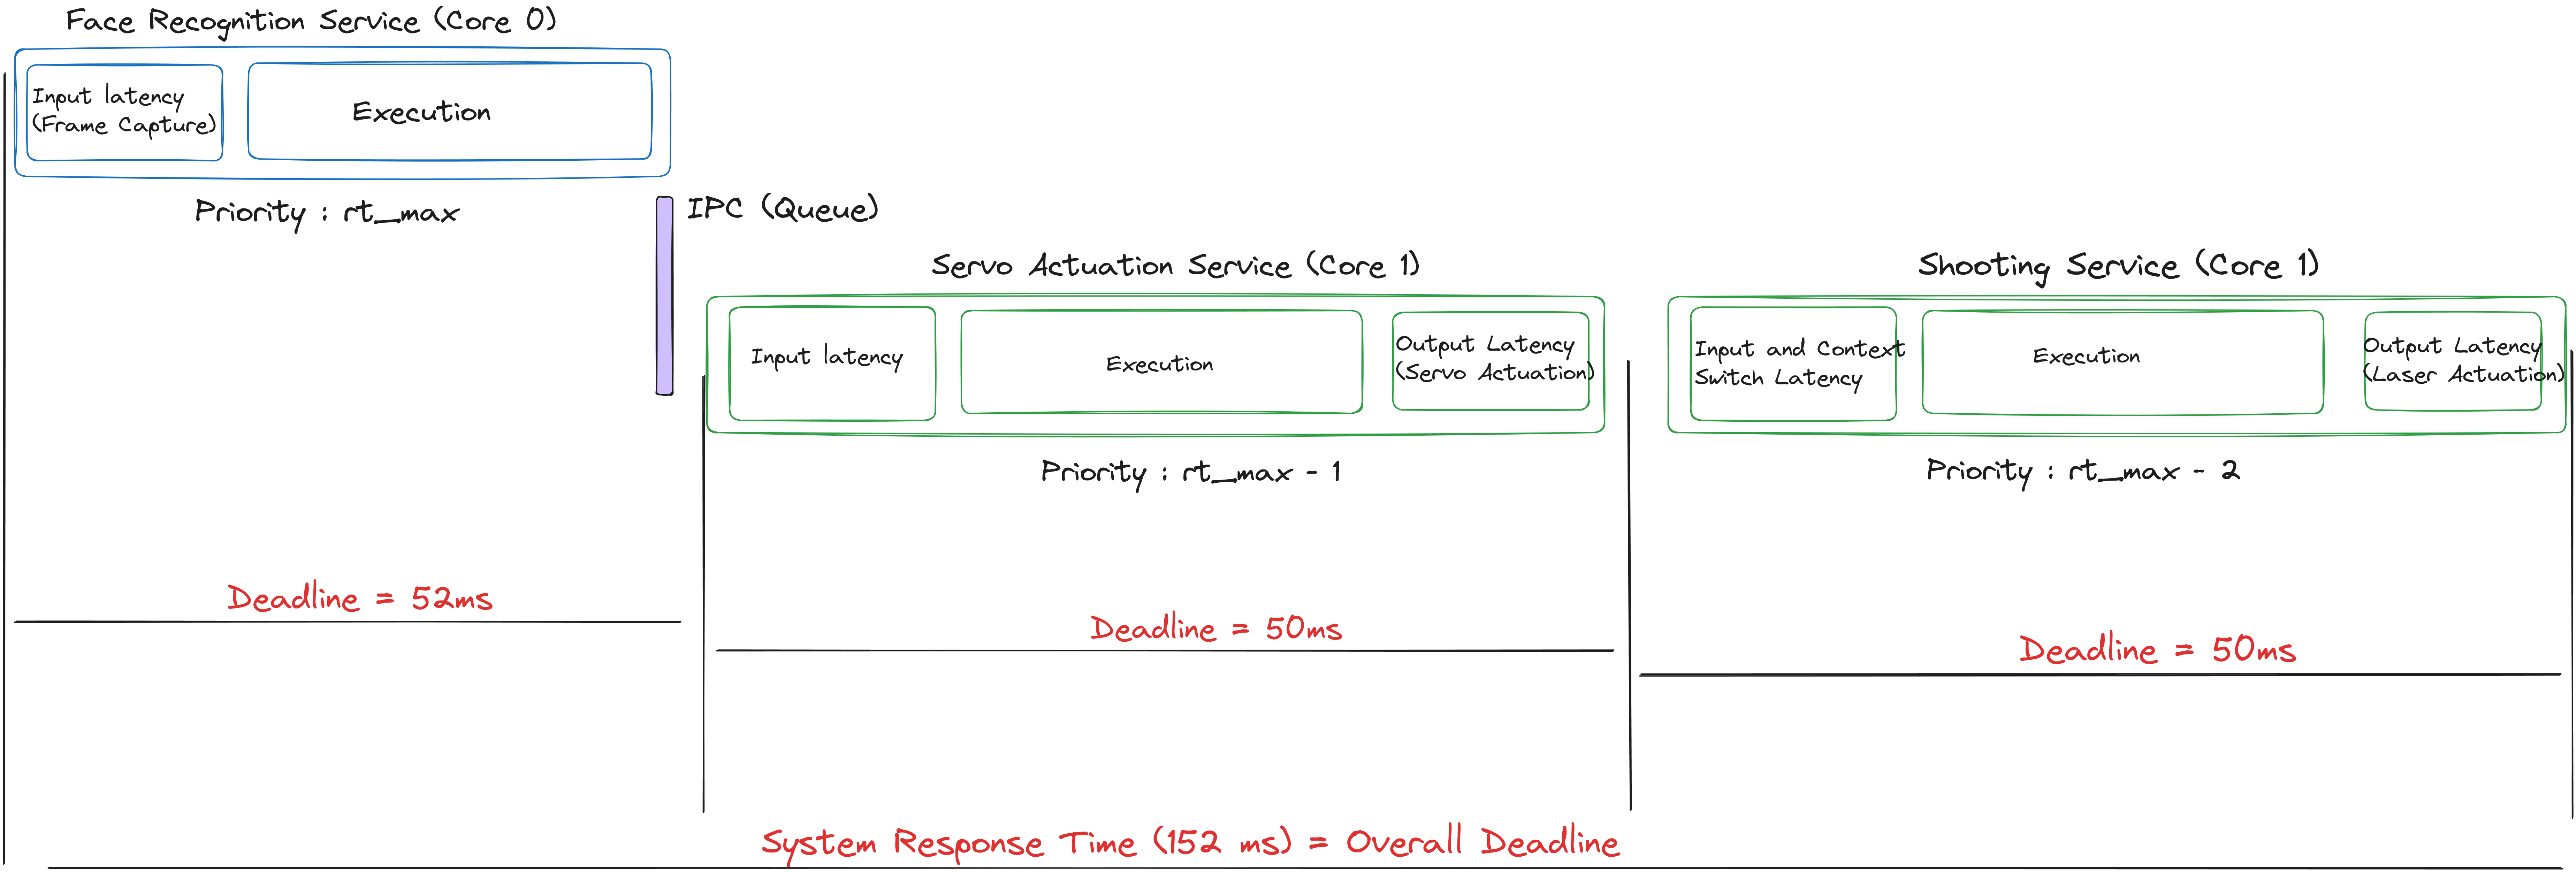 Face Recognition Service (Core 0)
Input latency
(Frame Capture)
Execution
Priority : rt_max
IPC (Queue)
Servo Actuation Service (Core 1)
Input latency
Execution
Output Latency
(Servo Actuation)
Priority : rt_max - 1
Shooting Service (Core 1)
Input and Context
Switch Latency
Execution
Output Latency
(Laser Actuation)
Priority : rt_max - 2
Deadline = 52ms
Deadline = 50ms
Deadline = 50ms
System Response Time (152 ms) = Overall Deadline